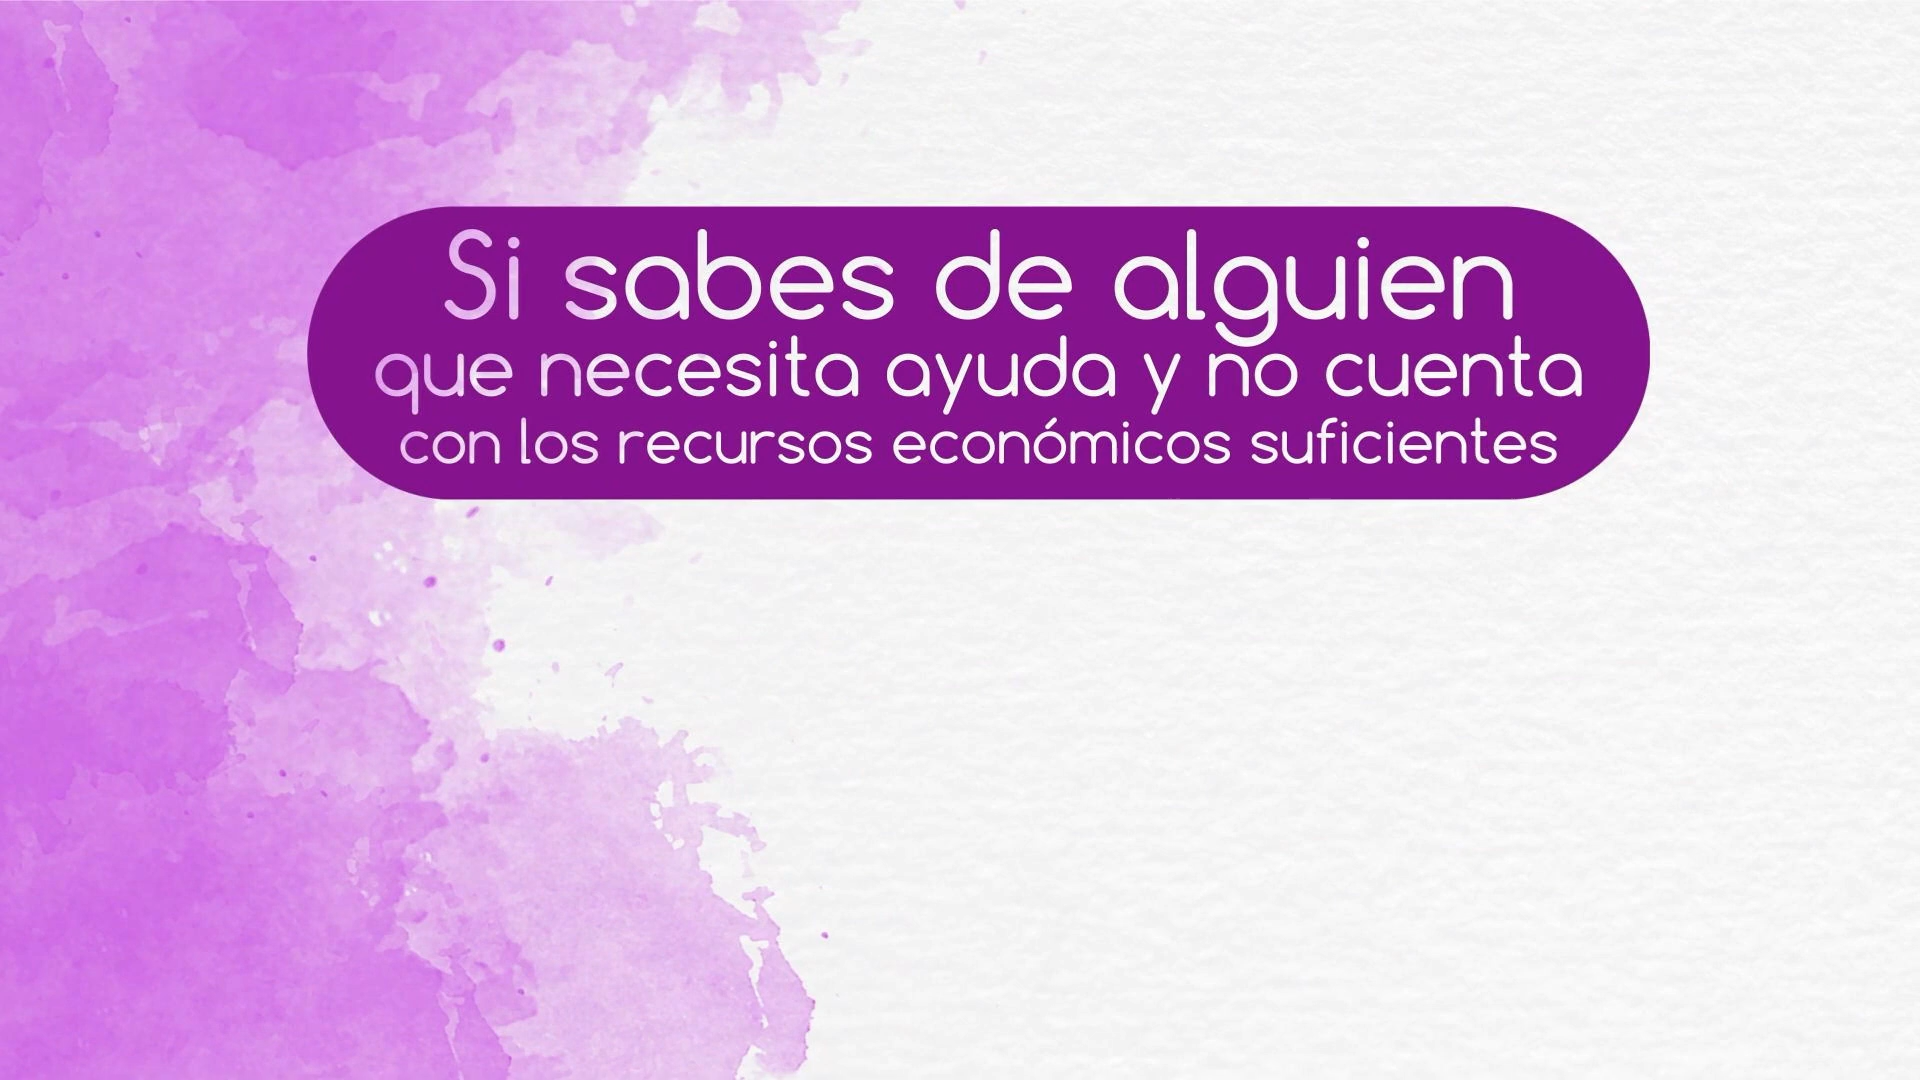 Si sabes de alguien
que necesita ayuda y no cuenta
con los recursos económicos suficientes